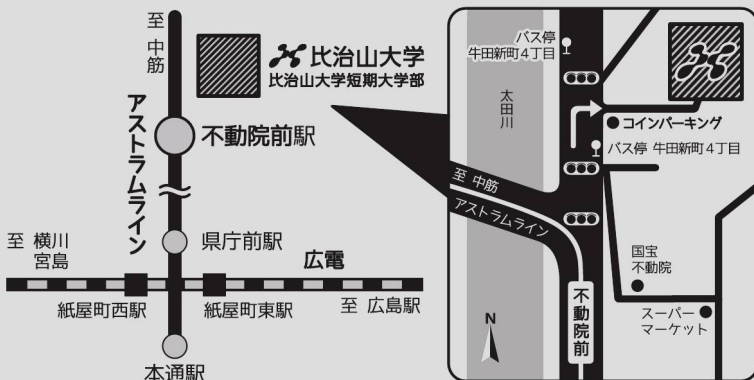 至 中筋
アストラムライン
比治山大学
比治山大学短期大学部
不動院前駅
県庁前駅
至 横川
宮島
広電
紙屋町西駅
紙屋町東駅
至 広島駅
本通駅
バス停
牛田新町4丁目
太田川
コインパーキング
バス停 牛田新町4丁目
至 中筋
アストラムライン
国宝
不動院
不動院前
スーパー
マーケット
N